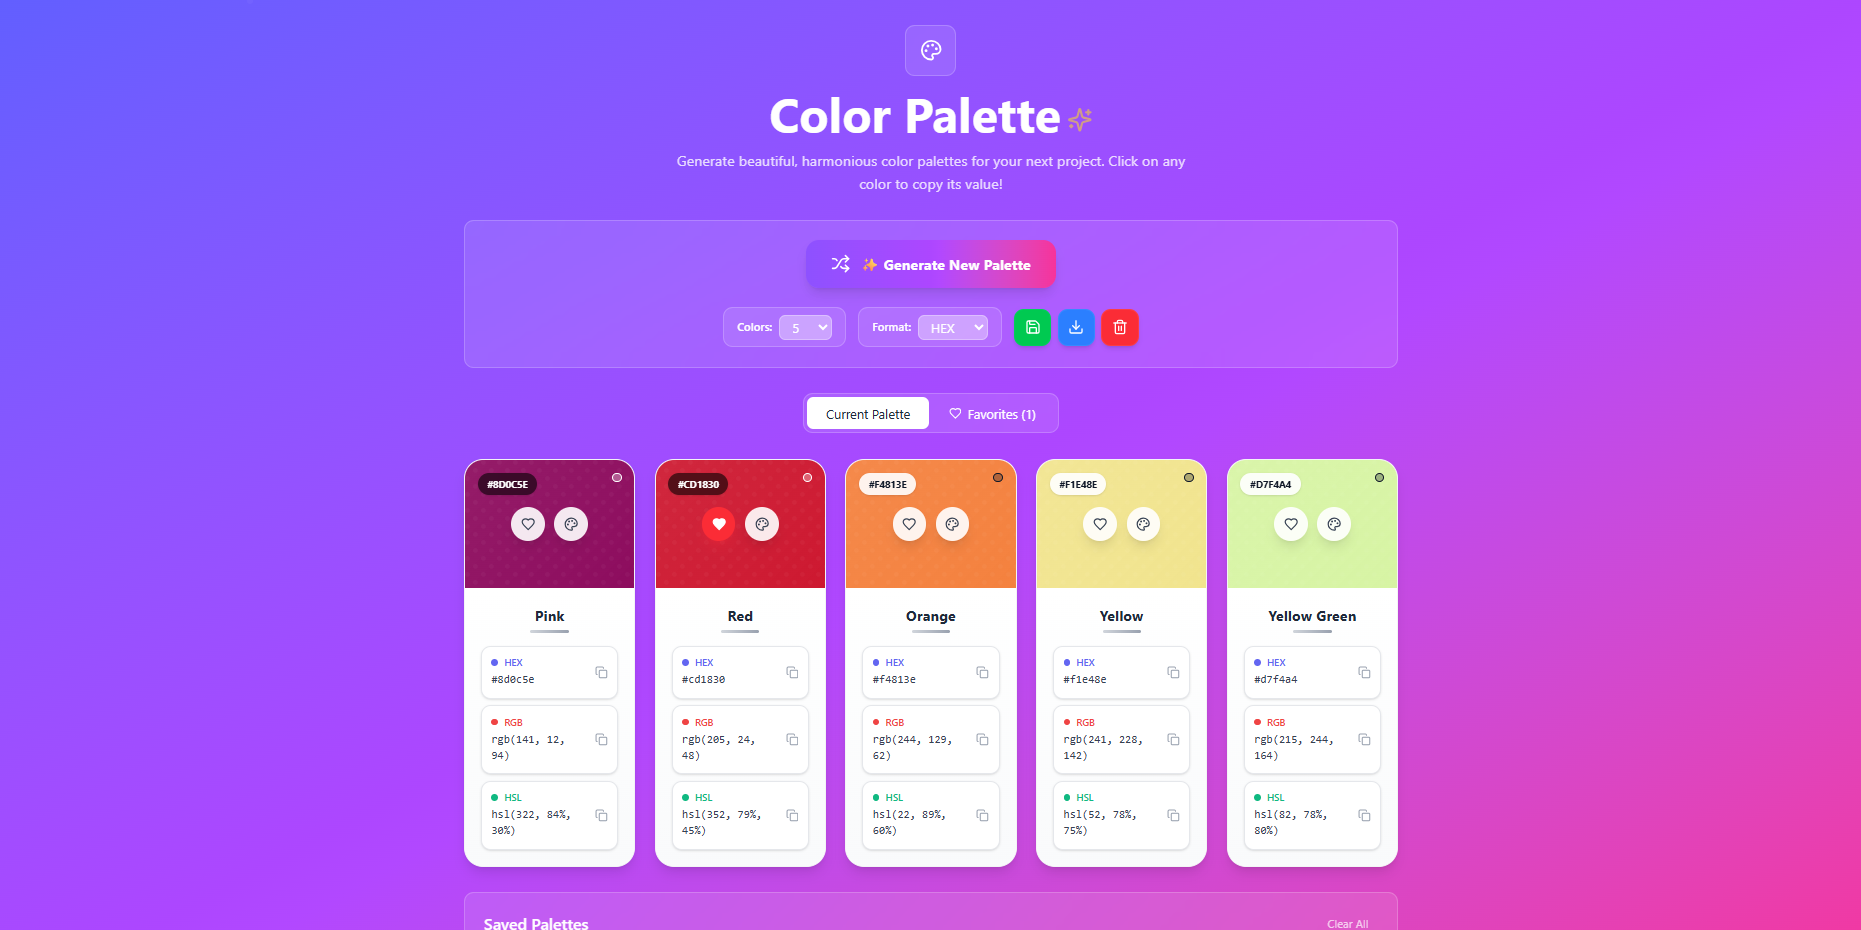 Color Palette
Generate beautiful, harmonious color palettes for your next project. Click on any
color to copy its value!
✨ Generate New Palette
Colors: 5
Format: HEX
Current Palette
Favorites (1)
#8D0C5E
Pink
HEX
#8d0c5e
RGB
rgb(141, 12,
94)
HSL
hsl(322, 84%,
30%)
#CD1830
Red
HEX
#cd1830
RGB
rgb(205, 24,
48)
HSL
hsl(352, 79%,
45%)
#F4813E
Orange
HEX
#f4813e
RGB
rgb(244, 129,
62)
HSL
hsl(22, 89%,
60%)
#F1E48E
Yellow
HEX
#f1e48e
RGB
rgb(241, 228,
142)
HSL
hsl(52, 78%,
75%)
#D7F4A4
Yellow Green
HEX
#d7f4a4
RGB
rgb(215, 244,
164)
HSL
hsl(82, 78%,
80%)
Saved Palettes
Clear All